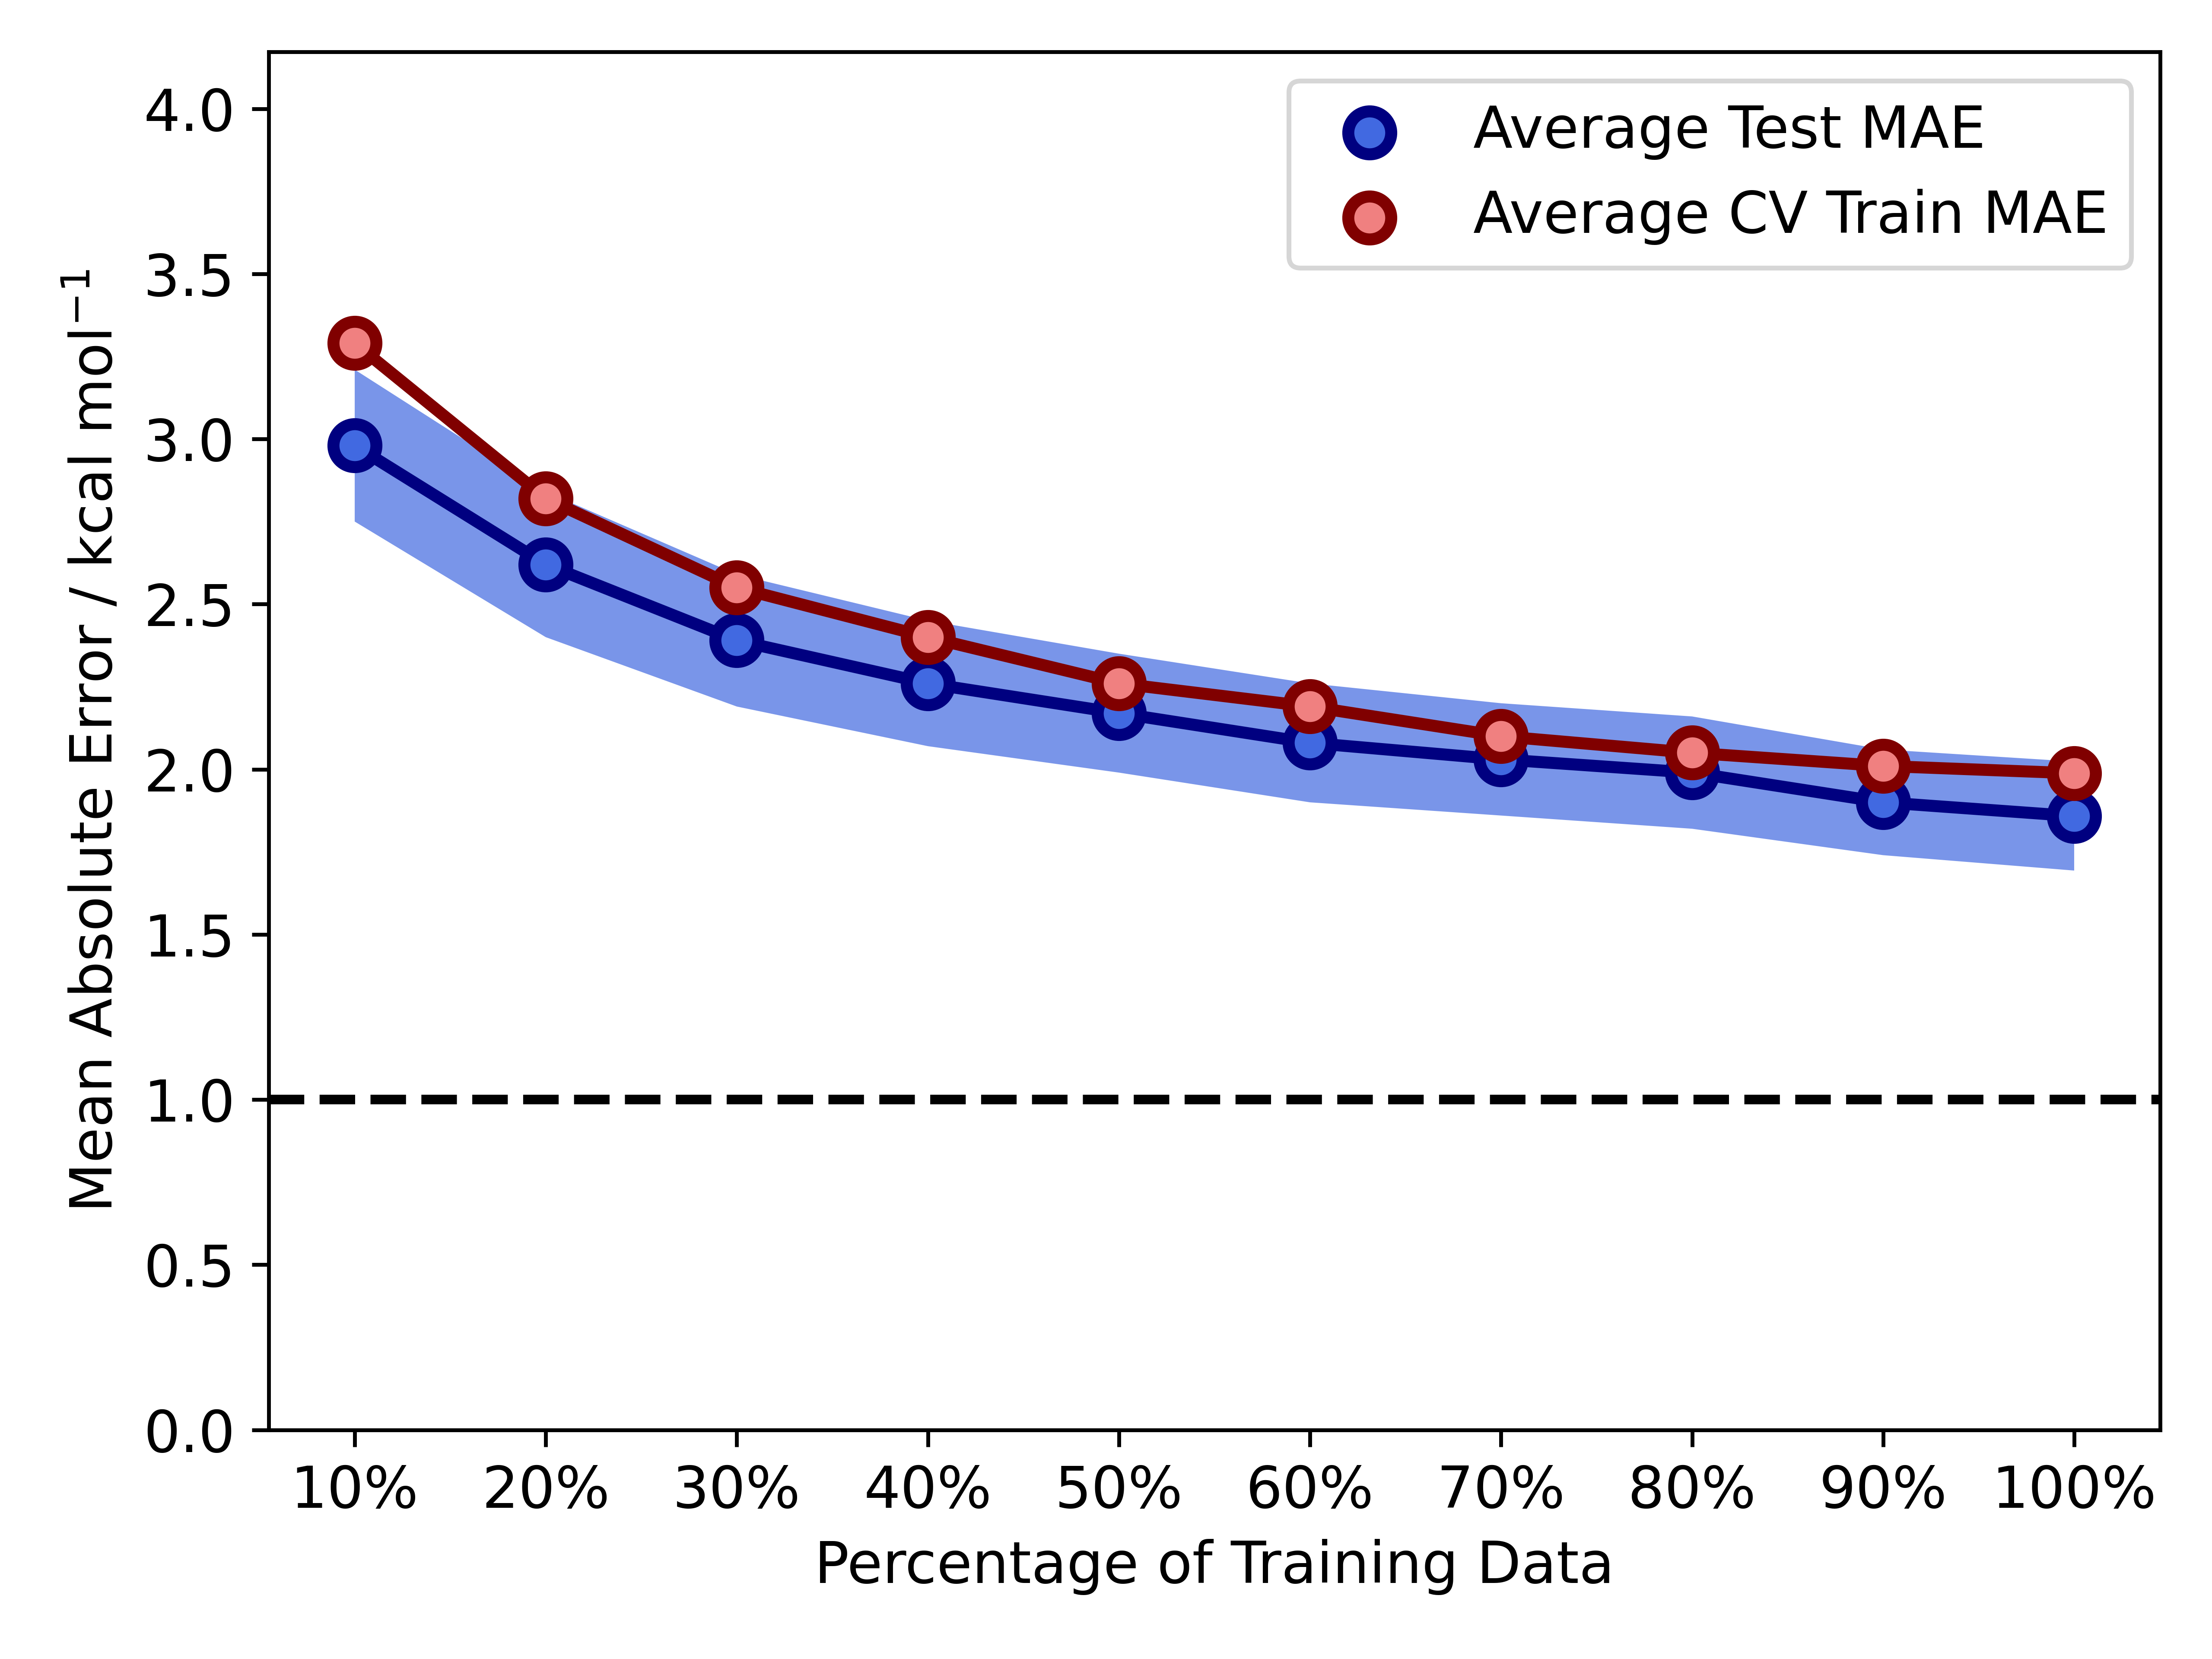 Average Test MAE
Average CV Train MAE
4.0
3.5
3.0
2.5
2.0
1.5
1.0
0.5
0.0
Mean Absolute Error / kcal mol⁻¹
10% 20% 30% 40% 50% 60% 70% 80% 90% 100%
Percentage of Training Data